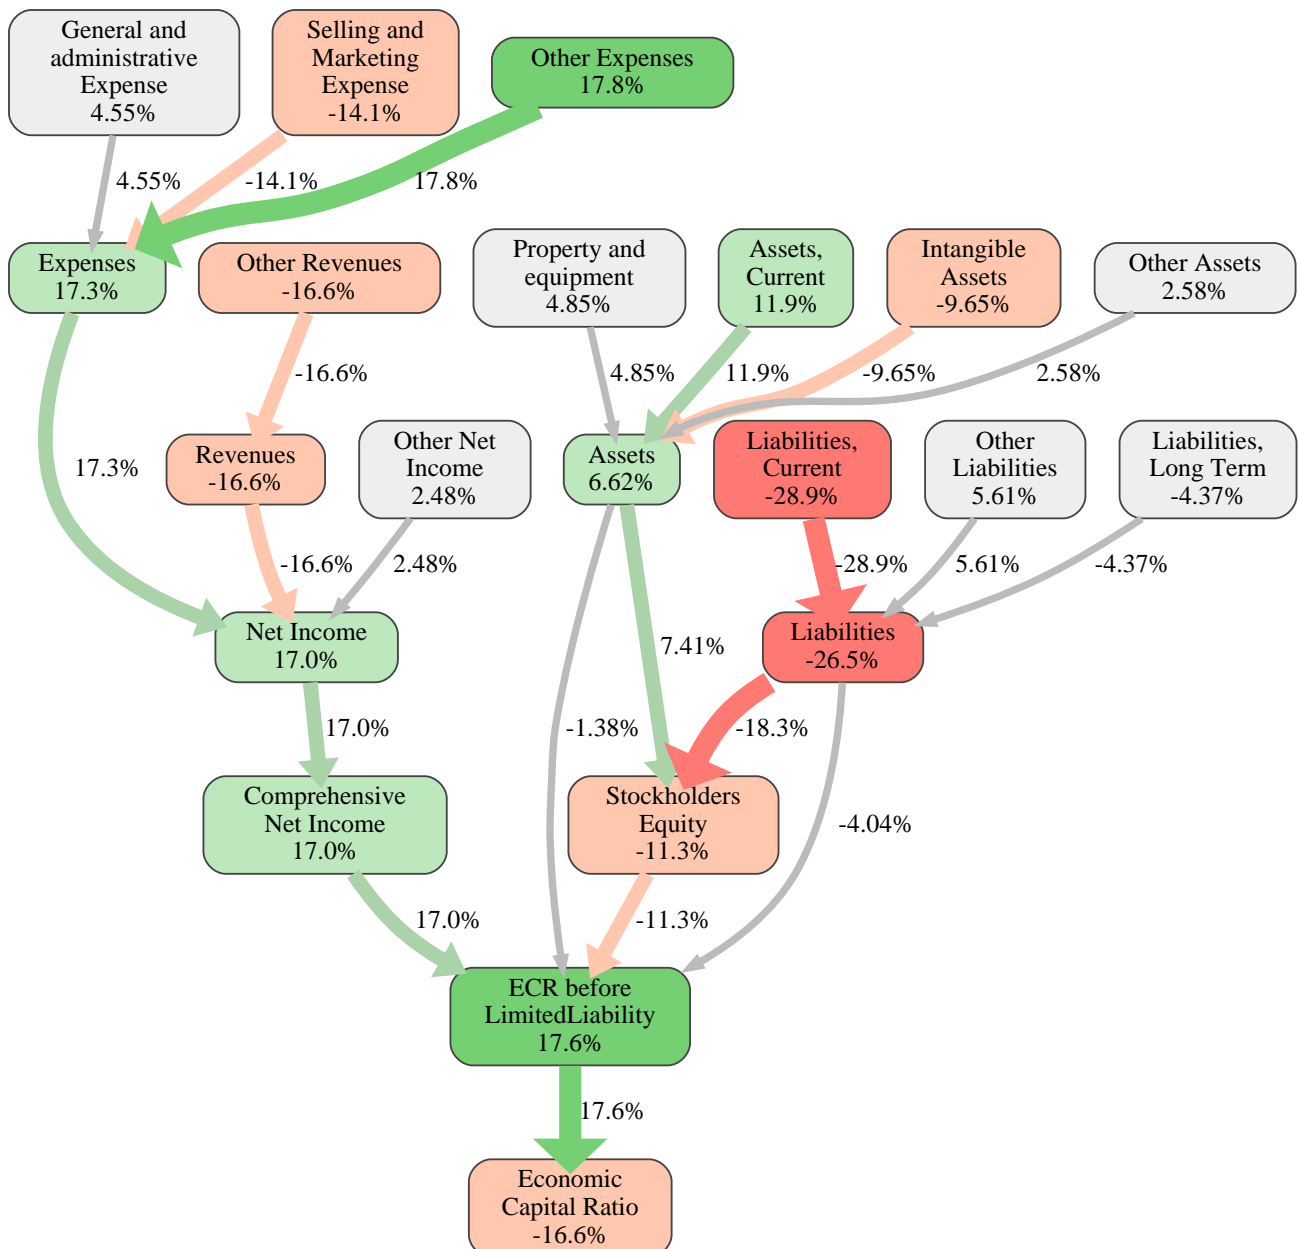 General and
administrative
Expense
4.55%
Selling and
Marketing
Expense
-14.1%
Other Expenses
17.8%
4.55%
-14.1%
17.8%
Expenses
17.3%
Other Revenues
-16.6%
Property and
equipment
4.85%
Assets,
Current
11.9%
Intangible
Assets
-9.65%
Other Assets
2.58%
-16.6%
4.85%
11.9%
-9.65%
2.58%
17.3%
Revenues
-16.6%
Other Net
Income
2.48%
Assets
6.62%
Liabilities,
Current
-28.9%
Other
Liabilities
5.61%
Liabilities,
Long Term
-4.37%
-16.6%
2.48%
-28.9%
5.61%
-4.37%
Net Income
17.0%
7.41%
Liabilities
-26.5%
17.0%
-1.38%
-18.3%
Comprehensive
Net Income
17.0%
Stockholders
Equity
-11.3%
-4.04%
17.0%
-11.3%
ECR before
LimitedLiability
17.6%
17.6%
Economic
Capital Ratio
-16.6%